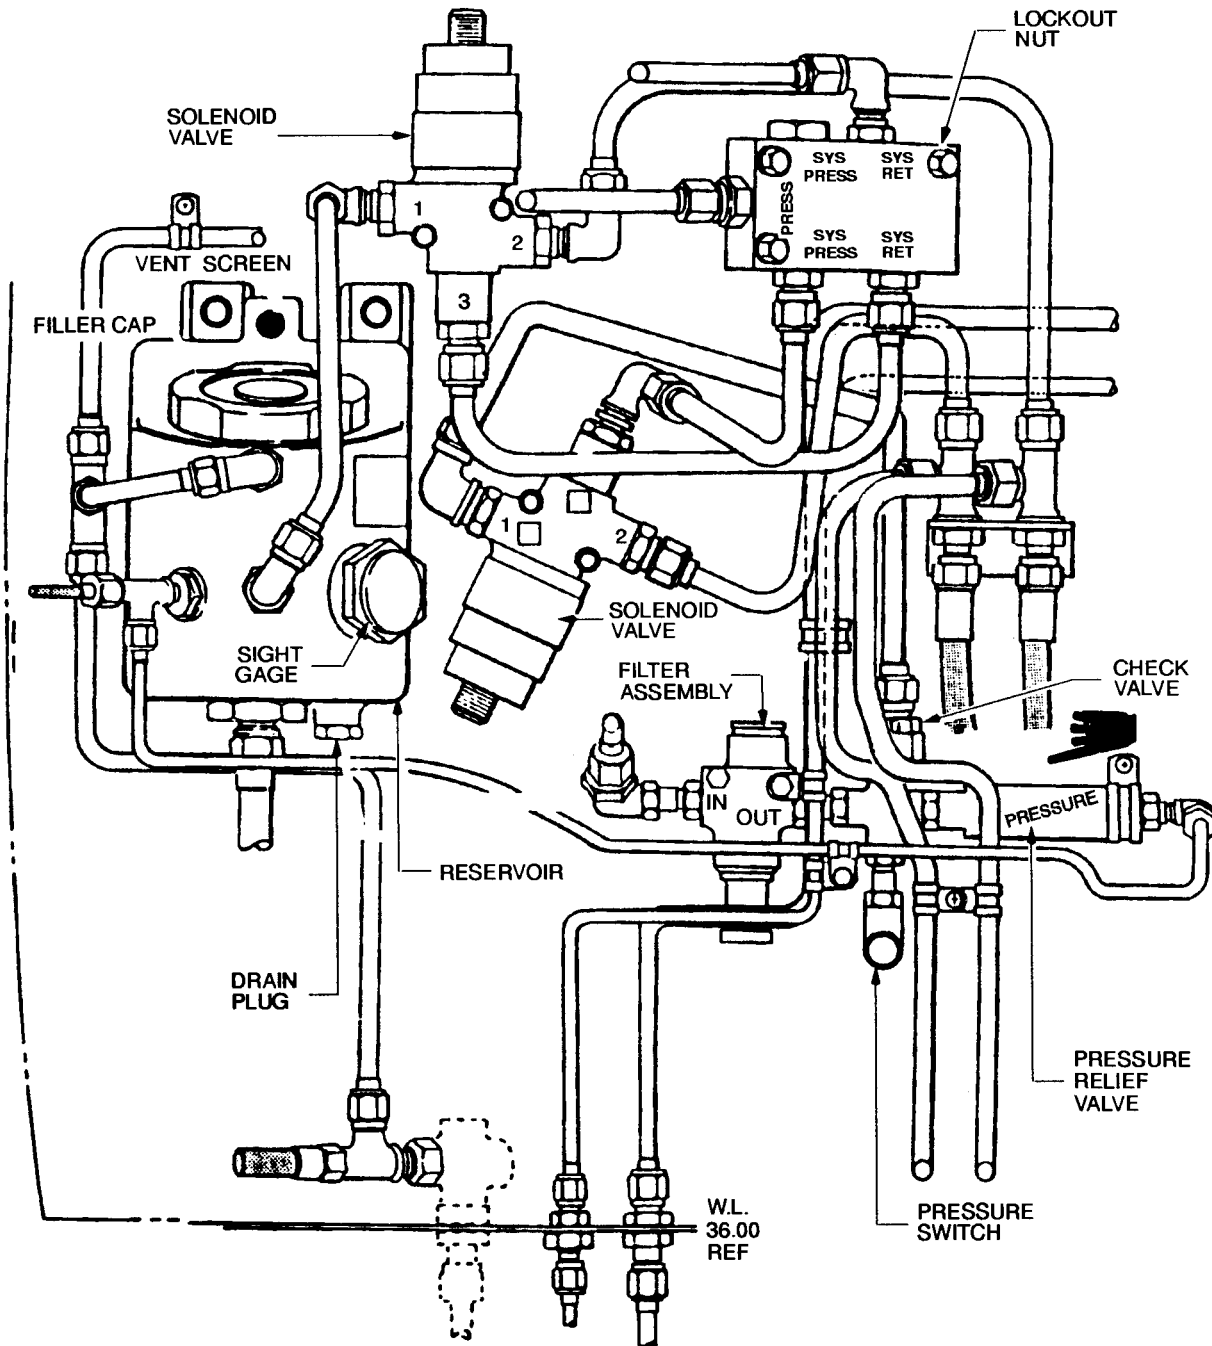 LOCKOUT
NUT
SOLENOID
VALVE
SYS
PRESS
SYS
RET
PRESS
SYS
PRESS
SYS
RET
1
2
3
VENT SCREEN
FILLER CAP
1
2
SOLENOID
VALVE
SIGHT
GAGE
FILTER
ASSEMBLY
CHECK
VALVE
IN
OUT
PRESSURE
RESERVOIR
DRAIN
PLUG
PRESSURE
RELIEF
VALVE
W.L.
36.00
REF
PRESSURE
SWITCH